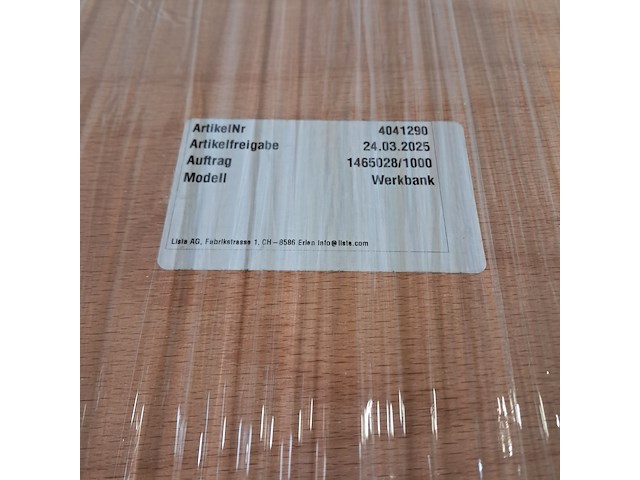 ArtikelNr 4041290
Artikelfreigabe 24.03.2025
Auftrag 1465028/1000
Modell Werkbank
Lista AG, Fabrikstrasse 1, CH-8586 Erlen info@lista.com